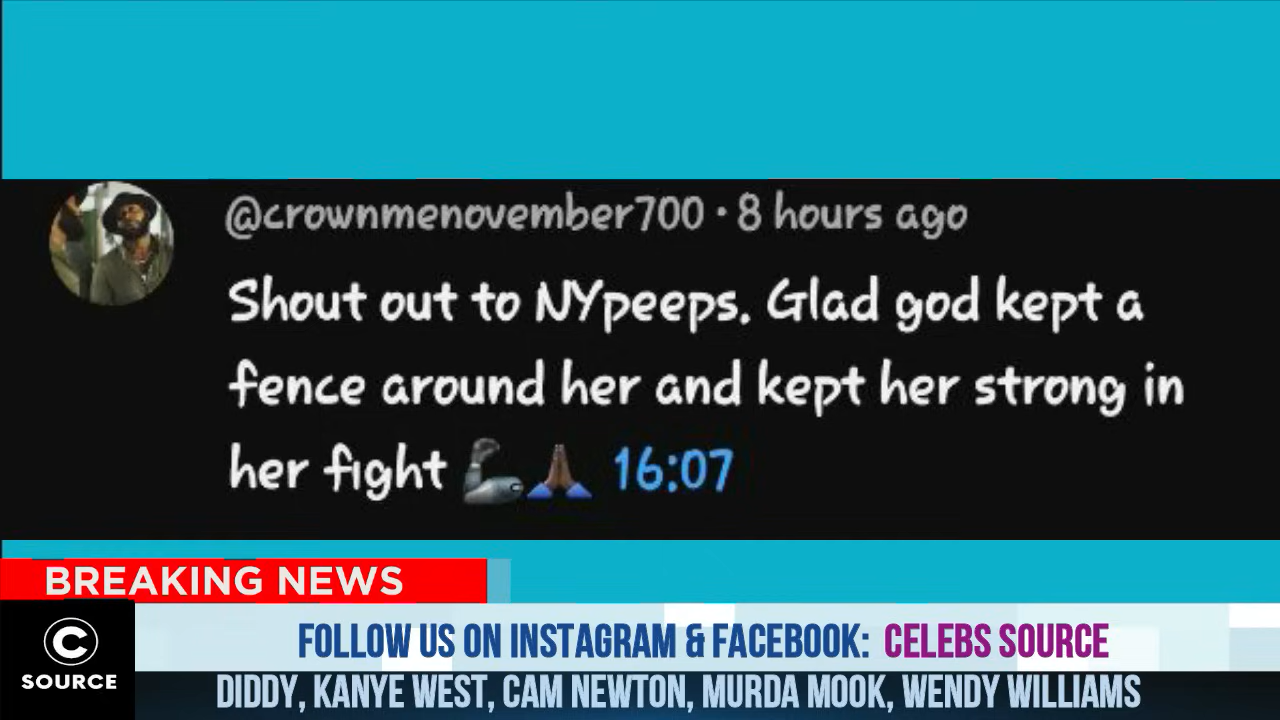 @crownmenovember700 · 8 hours ago
Shout out to NYpeeps. Glad god kept a
fence around her and kept her strong in
her fight 🦾🙏🏾 16:07
BREAKING NEWS
C
SOURCE
FOLLOW US ON INSTAGRAM & FACEBOOK: CELEBS SOURCE
DIDDY, KANYE WEST, CAM NEWTON, MURDA MOOK, WENDY WILLIAMS